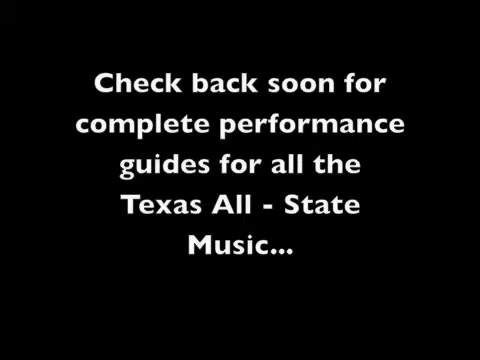 Check back soon for
complete performance
guides for all the
Texas All - State
Music...